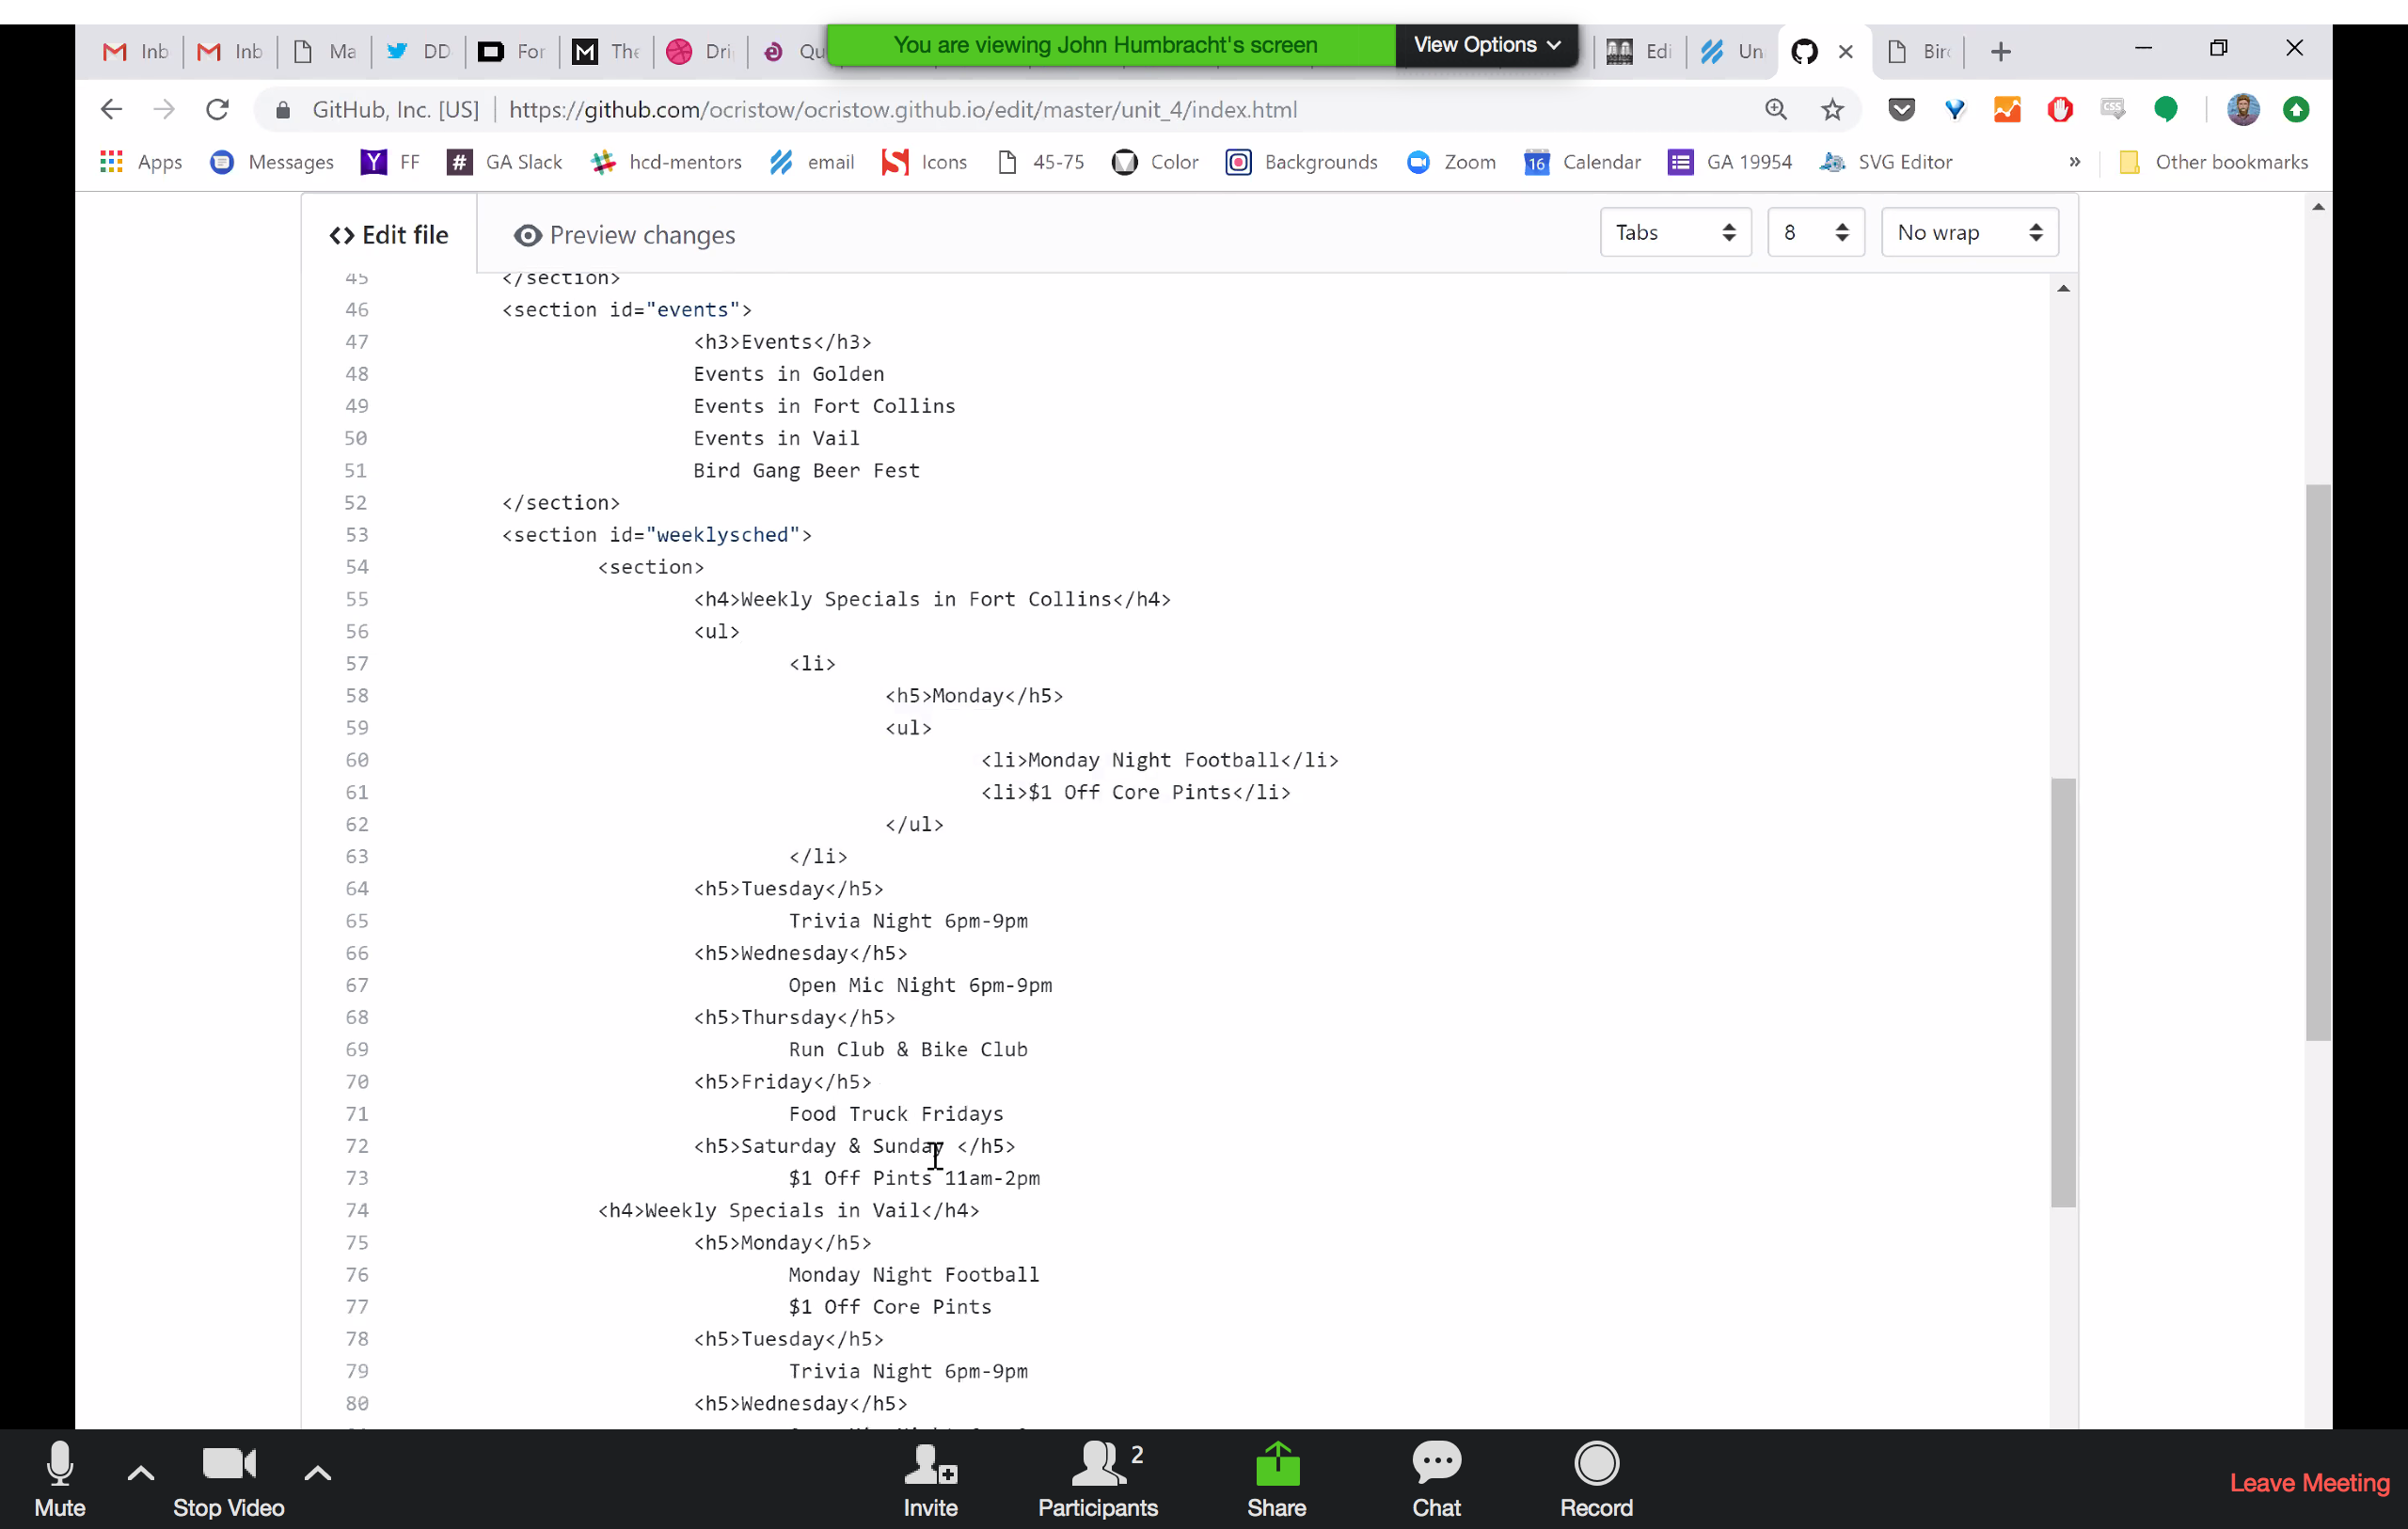 Inb
Inb
Ma
DD
For
The
Dri
Qu
You are viewing John Humbracht's screen
View Options
Edi
Un
Bir
GitHub, Inc. [US]
https://github.com/ocristow/ocristow.github.io/edit/master/unit_4/index.html
Apps
Messages
FF
GA Slack
hcd-mentors
email
Icons
45-75
Color
Backgrounds
Zoom
16
Calendar
GA 19954
SVG Editor
»
Other bookmarks
<> Edit file
Preview changes
Tabs
8
No wrap
45 </section>
46 <section id="events">
47 <h3>Events</h3>
48 Events in Golden
49 Events in Fort Collins
50 Events in Vail
51 Bird Gang Beer Fest
52 </section>
53 <section id="weeklysched">
54 <section>
55 <h4>Weekly Specials in Fort Collins</h4>
56 <ul>
57 <li>
58 <h5>Monday</h5>
59 <ul>
60 <li>Monday Night Football</li>
61 <li>$1 Off Core Pints</li>
62 </ul>
63 </li>
64 <h5>Tuesday</h5>
65 Trivia Night 6pm-9pm
66 <h5>Wednesday</h5>
67 Open Mic Night 6pm-9pm
68 <h5>Thursday</h5>
69 Run Club & Bike Club
70 <h5>Friday</h5>
71 Food Truck Fridays
72 <h5>Saturday & Sunday </h5>
73 $1 Off Pints 11am-2pm
74 <h4>Weekly Specials in Vail</h4>
75 <h5>Monday</h5>
76 Monday Night Football
77 $1 Off Core Pints
78 <h5>Tuesday</h5>
79 Trivia Night 6pm-9pm
80 <h5>Wednesday</h5>
Mute
Stop Video
Invite
2
Participants
Share
Chat
Record
Leave Meeting